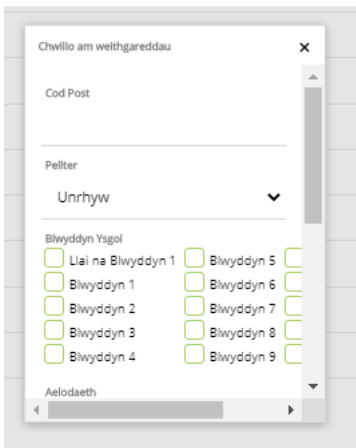 Chwilio am weithgareddau
Cod Post
Pellter
Unrhyw
Blwyddyn Ysgol
Llai na Blwyddyn 1 Blwyddyn 5
Blwyddyn 1 Blwyddyn 6
Blwyddyn 2 Blwyddyn 7
Blwyddyn 3 Blwyddyn 8
Blwyddyn 4 Blwyddyn 9
Aelodaeth